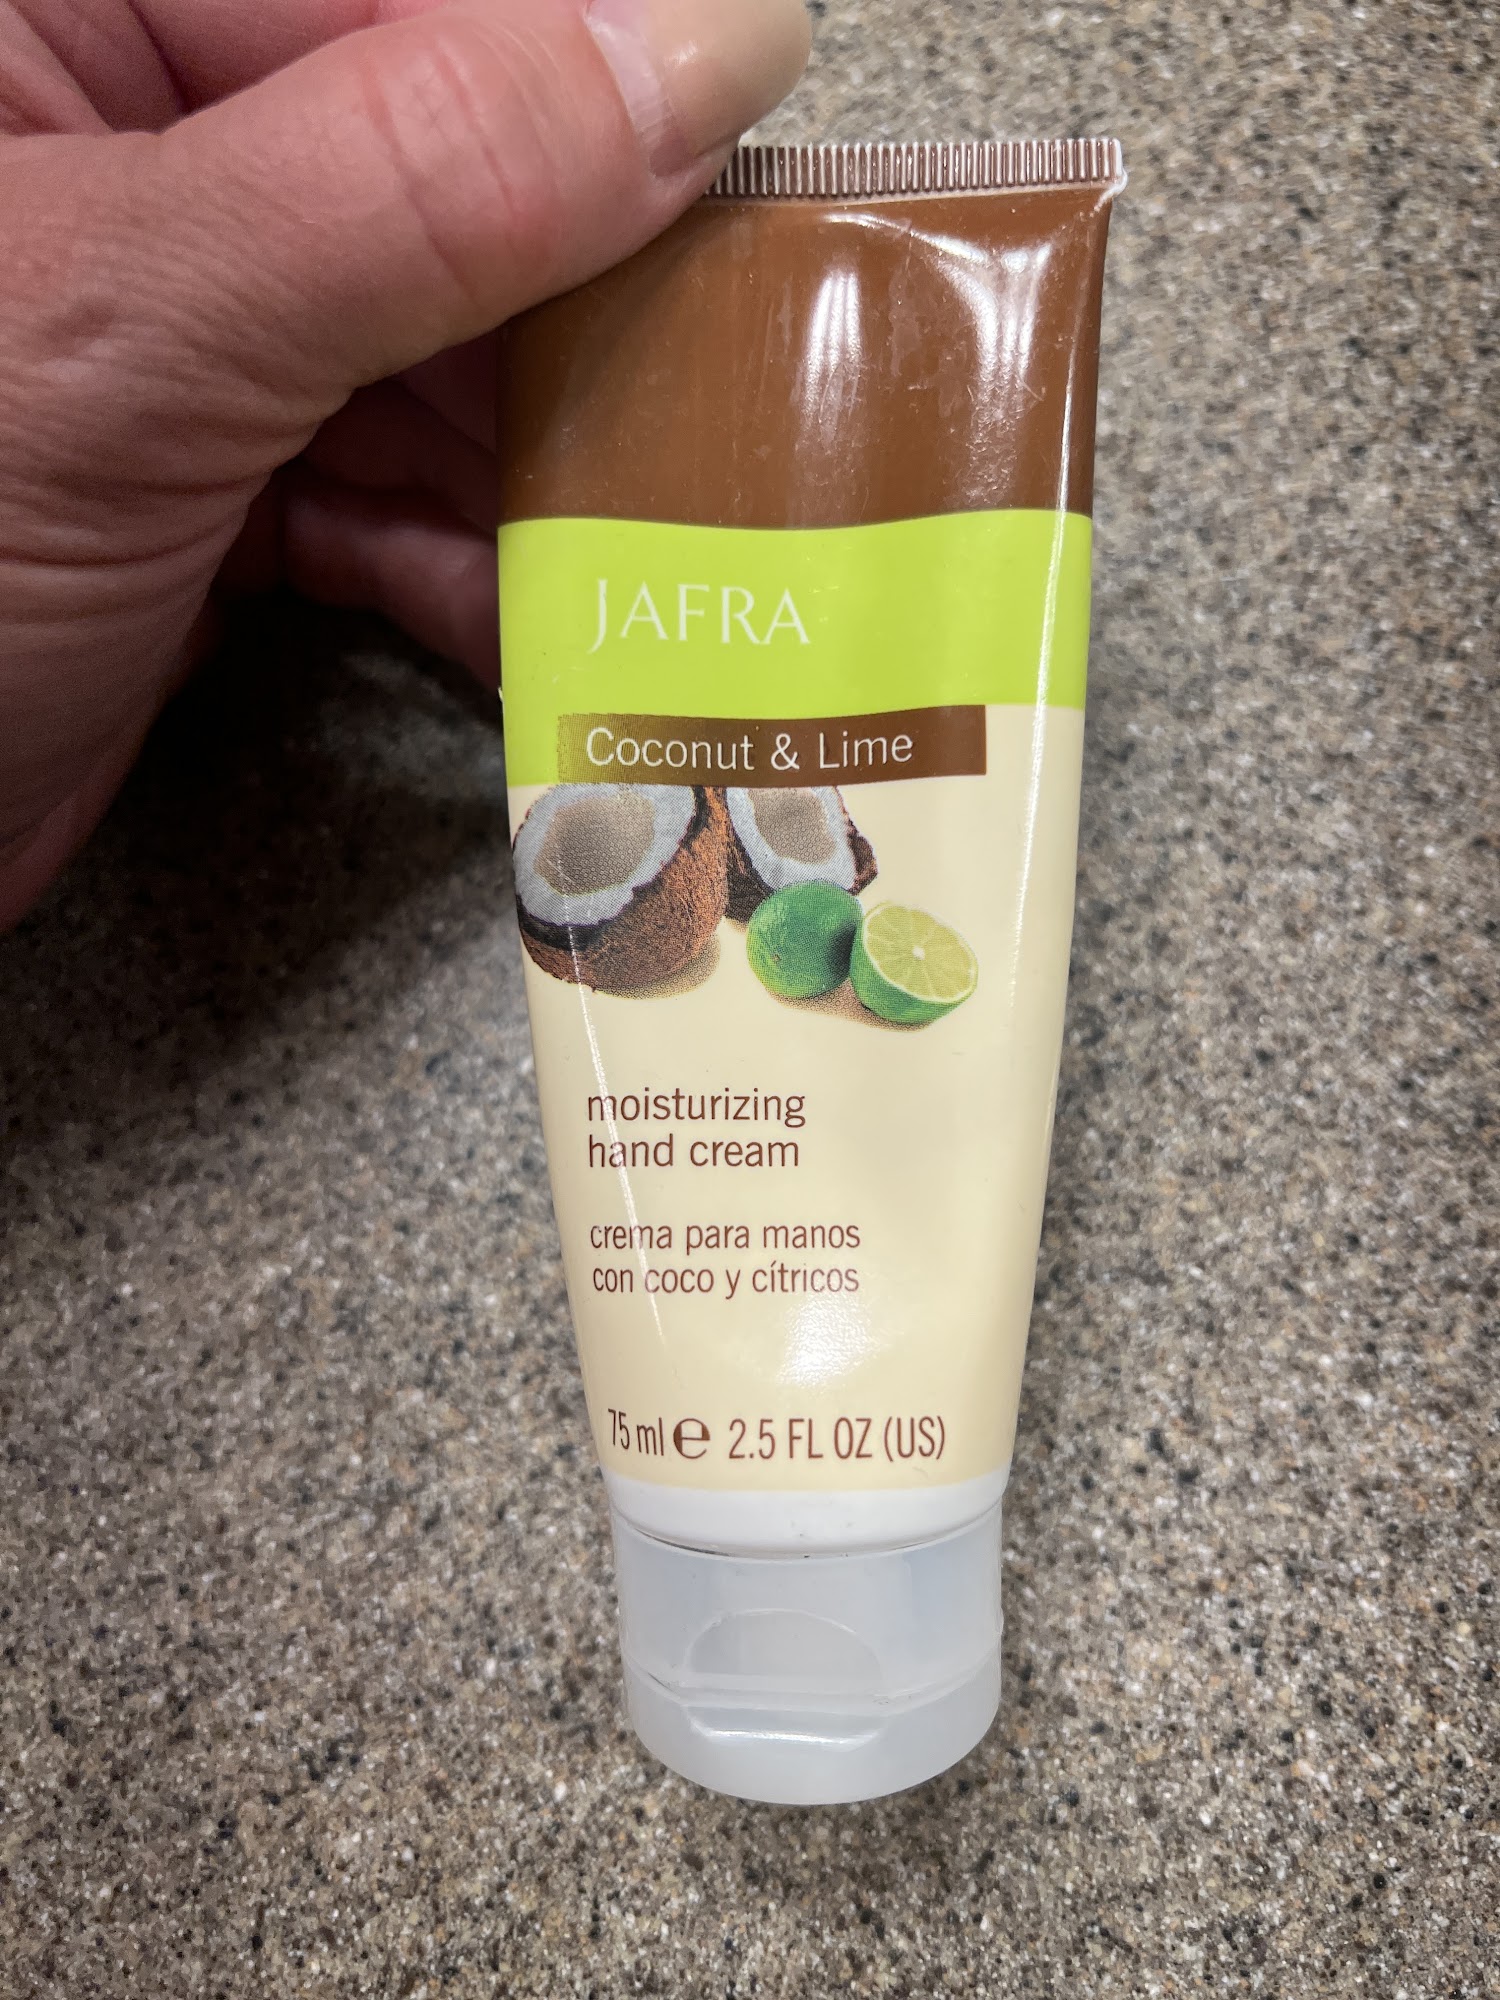 JAFRA
Coconut & Lime
moisturizing
hand cream
crema para manos
con coco y cítricos
75 ml ℮ 2.5 FL OZ (US)